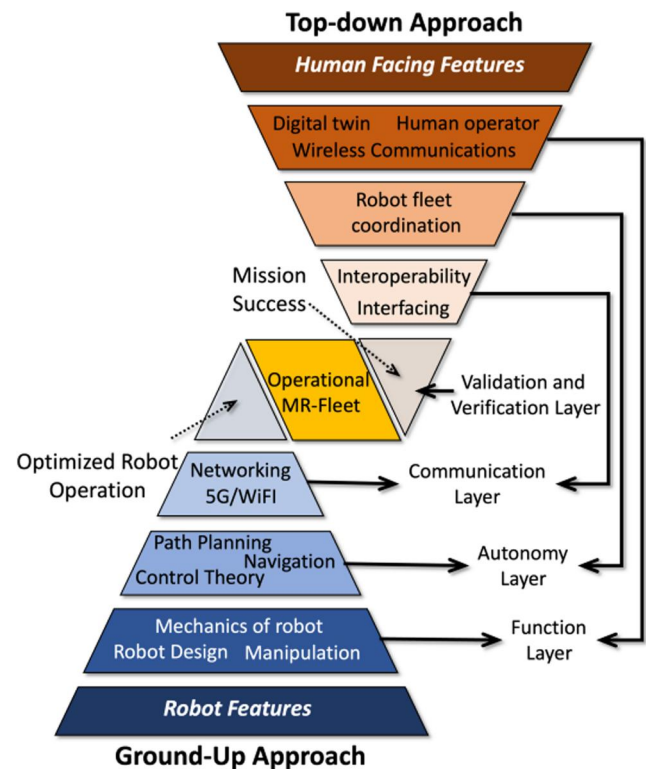 Top-down Approach
Human Facing Features
Digital twin Human operator
Wireless Communications
Robot fleet
coordination
Interoperability
Interfacing
Mission
Success
Operational
MR-Fleet
Validation and
Verification Layer
Optimized Robot
Operation
Networking
5G/WiFI
Communication
Layer
Path Planning
Navigation
Control Theory
Autonomy
Layer
Mechanics of robot
Robot Design Manipulation
Function
Layer
Robot Features
Ground-Up Approach